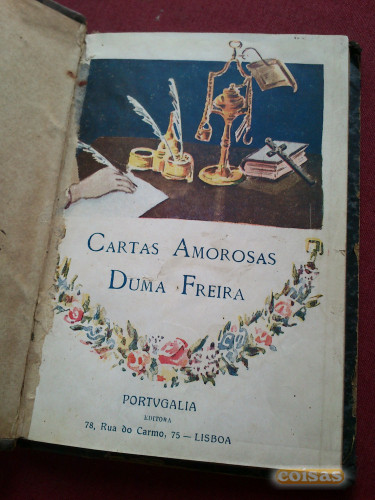 CARTAS AMOROSAS
DUMA FREIRA
PORTVGALIA
EDITORA
78, Rua do Carmo, 75 — LISBOA
coisas